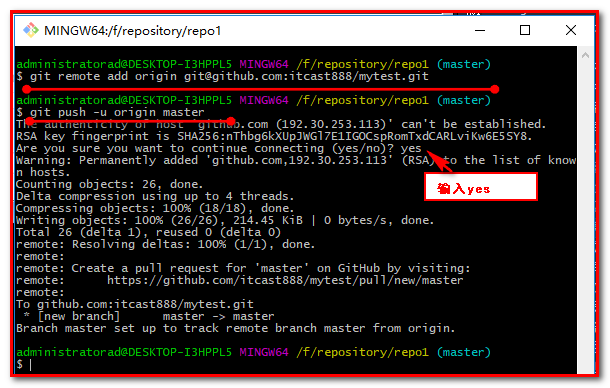 MINGW64:/f/repository/repo1
administratorad@DESKTOP-I3HPPL5 MINGW64 /f/repository/repo1 (master)
$ git remote add origin git@github.com:itcast888/mytest.git
administratorad@DESKTOP-I3HPPL5 MINGW64 /f/repository/repo1 (master)
$ git push -u origin master
The authenticity of host 'github.com (192.30.253.113)' can't be established.
RSA key fingerprint is SHA256:nThbg6kXUpJWGl7E1IGOCspRomTxdCARLviKw6E5SY8.
Are you sure you want to continue connecting (yes/no)? yes
Warning: Permanently added 'github.com,192.30.253.113' (RSA) to the list of know
n hosts.
输入yes
Counting objects: 26, done.
Delta compression using up to 4 threads.
Compressing objects: 100% (18/18), done.
Writing objects: 100% (26/26), 214.45 KiB | 0 bytes/s, done.
Total 26 (delta 1), reused 0 (delta 0)
remote: Resolving deltas: 100% (1/1), done.
remote:
remote: Create a pull request for 'master' on GitHub by visiting:
remote:      https://github.com/itcast888/mytest/pull/new/master
remote:
To github.com:itcast888/mytest.git
 * [new branch]      master -> master
Branch master set up to track remote branch master from origin.
administratorad@DESKTOP-I3HPPL5 MINGW64 /f/repository/repo1 (master)
$